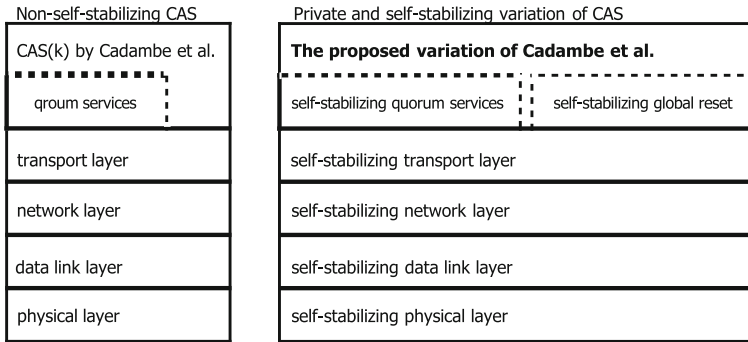 Non-self-stabilizing CAS
CAS(k) by Cadambe et al.
qroum services
transport layer
network layer
data link layer
physical layer
Private and self-stabilizing variation of CAS
The proposed variation of Cadambe et al.
self-stabilizing quorum services
self-stabilizing global reset
self-stabilizing transport layer
self-stabilizing network layer
self-stabilizing data link layer
self-stabilizing physical layer